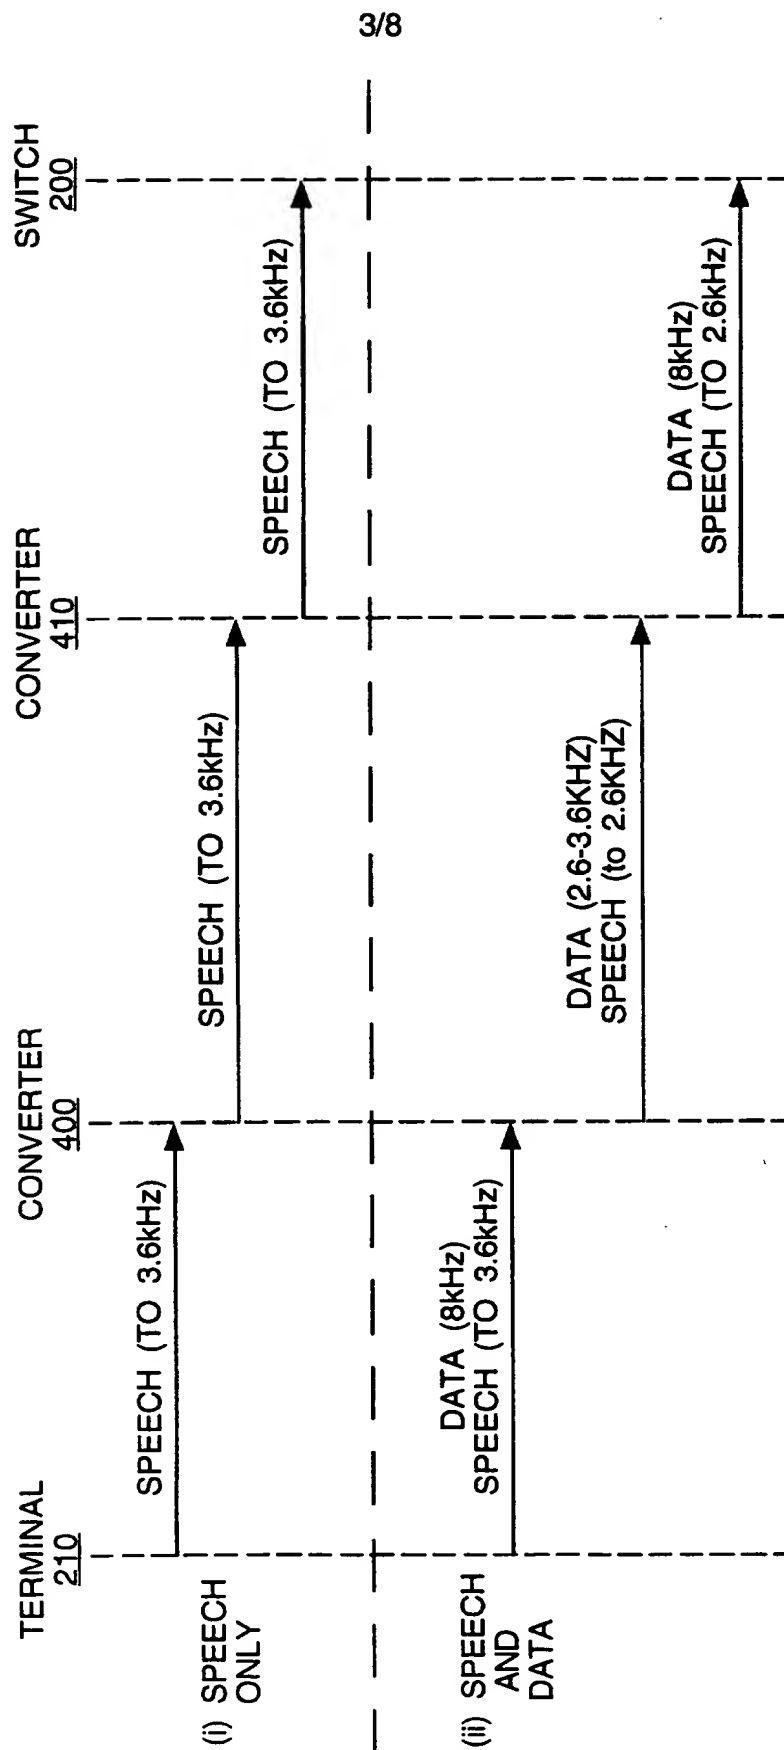 3/8
TERMINAL
210
CONVERTER
400
CONVERTER
410
SWITCH
200
(i) SPEECH
ONLY
SPEECH (TO 3.6kHz)
SPEECH (TO 3.6kHz)
SPEECH (TO 3.6kHz)
(ii) SPEECH
AND
DATA
DATA (8kHz)
SPEECH (TO 3.6kHz)
DATA (2.6-3.6KHZ)
SPEECH (to 2.6KHZ)
DATA (8kHz)
SPEECH (TO 2.6kHz)